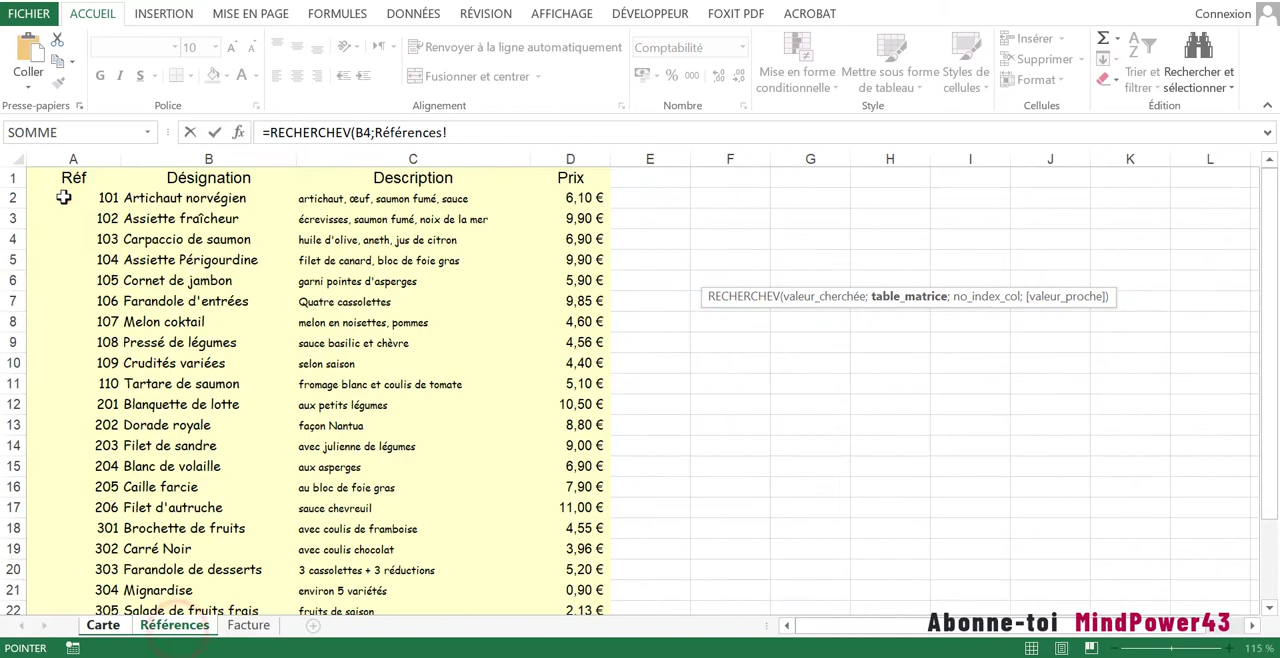 FICHIER ACCUEIL INSERTION MISE EN PAGE FORMULES DONNÉES RÉVISION AFFICHAGE DÉVELOPPEUR FOXIT PDF ACROBAT Connexion
Coller
Presse-papiers
10
G I S
Police
Renvoyer à la ligne automatiquement
Fusionner et centrer
Alignement
Comptabilité
% 000
Nombre
Mise en forme conditionnelle
Mettre sous forme de tableau
Styles de cellules
Style
Insérer
Supprimer
Format
Cellules
Trier et filtrer
Rechercher et sélectionner
Édition
SOMME =RECHERCHEV(B4;Références!
A B C D E F G H I J K L
1 Réf Désignation Description Prix
2 101 Artichaut norvégien artichaut, œuf, saumon fumé, sauce 6,10 €
3 102 Assiette fraîcheur écrevisses, saumon fumé, noix de la mer 9,90 €
4 103 Carpaccio de saumon huile d'olive, aneth, jus de citron 6,90 €
5 104 Assiette Périgourdine filet de canard, bloc de foie gras 9,90 €
6 105 Cornet de jambon garni pointes d'asperges 5,90 €
7 106 Farandole d'entrées Quatre cassolettes 9,85 €
RECHERCHEV(valeur_cherchée; table_matrice; no_index_col; [valeur_proche])
8 107 Melon coktail melon en noisettes, pommes 4,60 €
9 108 Pressé de légumes sauce basilic et chèvre 4,56 €
10 109 Crudités variées selon saison 4,40 €
11 110 Tartare de saumon fromage blanc et coulis de tomate 5,10 €
12 201 Blanquette de lotte aux petits légumes 10,50 €
13 202 Dorade royale façon Nantua 8,80 €
14 203 Filet de sandre avec julienne de légumes 9,00 €
15 204 Blanc de volaille aux asperges 6,90 €
16 205 Caille farcie au bloc de foie gras 7,90 €
17 206 Filet d'autruche sauce chevreuil 11,00 €
18 301 Brochette de fruits avec coulis de framboise 4,55 €
19 302 Carré Noir avec coulis chocolat 3,96 €
20 303 Farandole de desserts 3 cassolettes + 3 réductions 5,20 €
21 304 Mignardise environ 5 variétés 0,90 €
22 305 Salade de fruits frais fruits de saison 2,13 €
Carte Références Facture
Abonne-toi MindPower43
POINTER 115 %